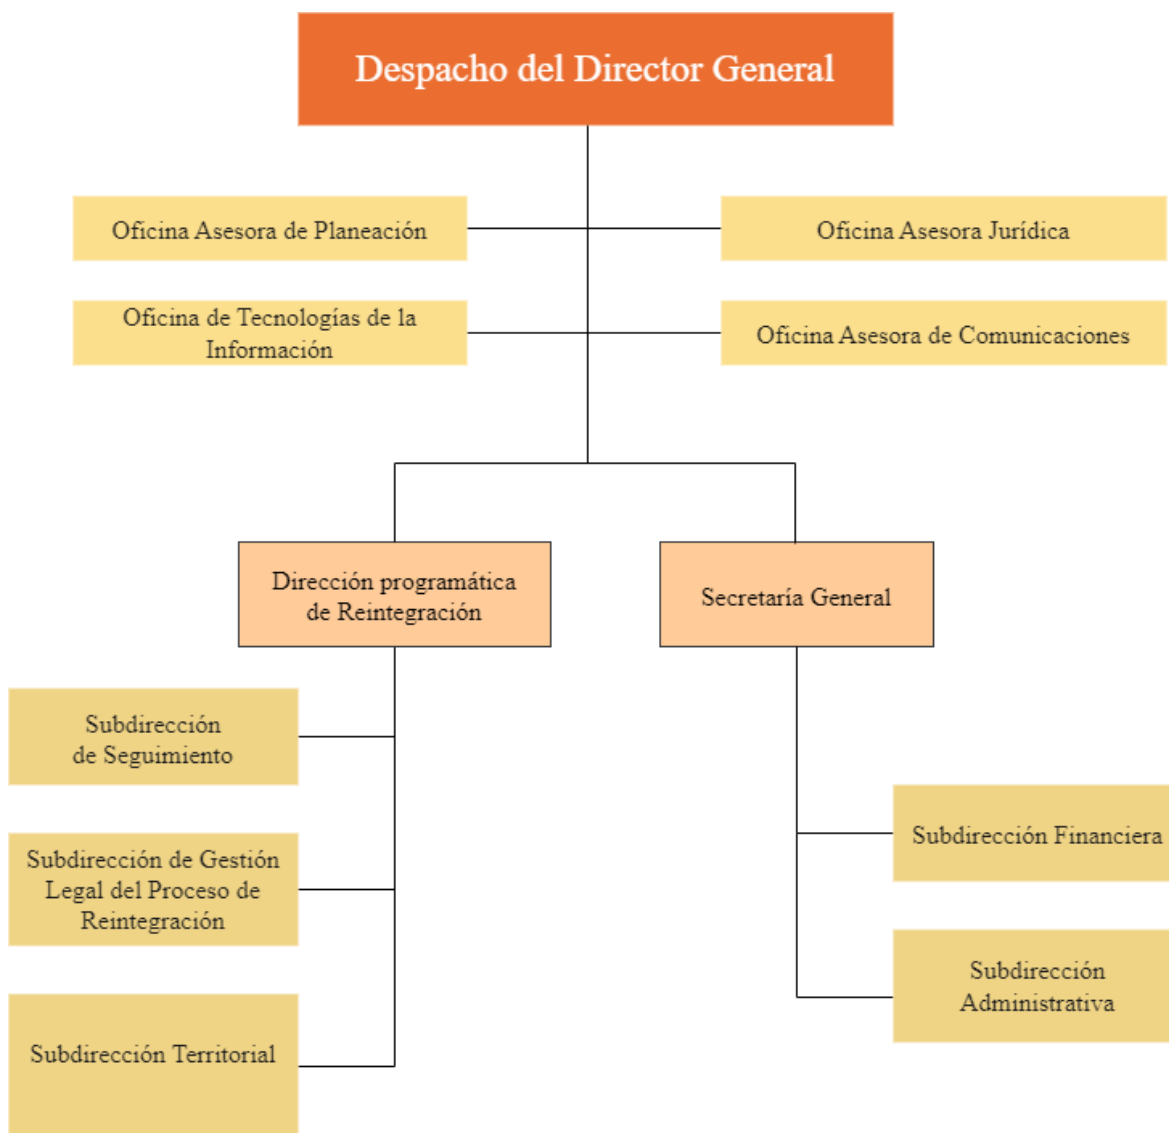 Despacho del Director General
Oficina Asesora de Planeación
Oficina Asesora Jurídica
Oficina de Tecnologías de la
Información
Oficina Asesora de Comunicaciones
Dirección programática
de Reintegración
Secretaría General
Subdirección
de Seguimiento
Subdirección de Gestión
Legal del Proceso de
Reintegración
Subdirección Territorial
Subdirección Financiera
Subdirección
Administrativa